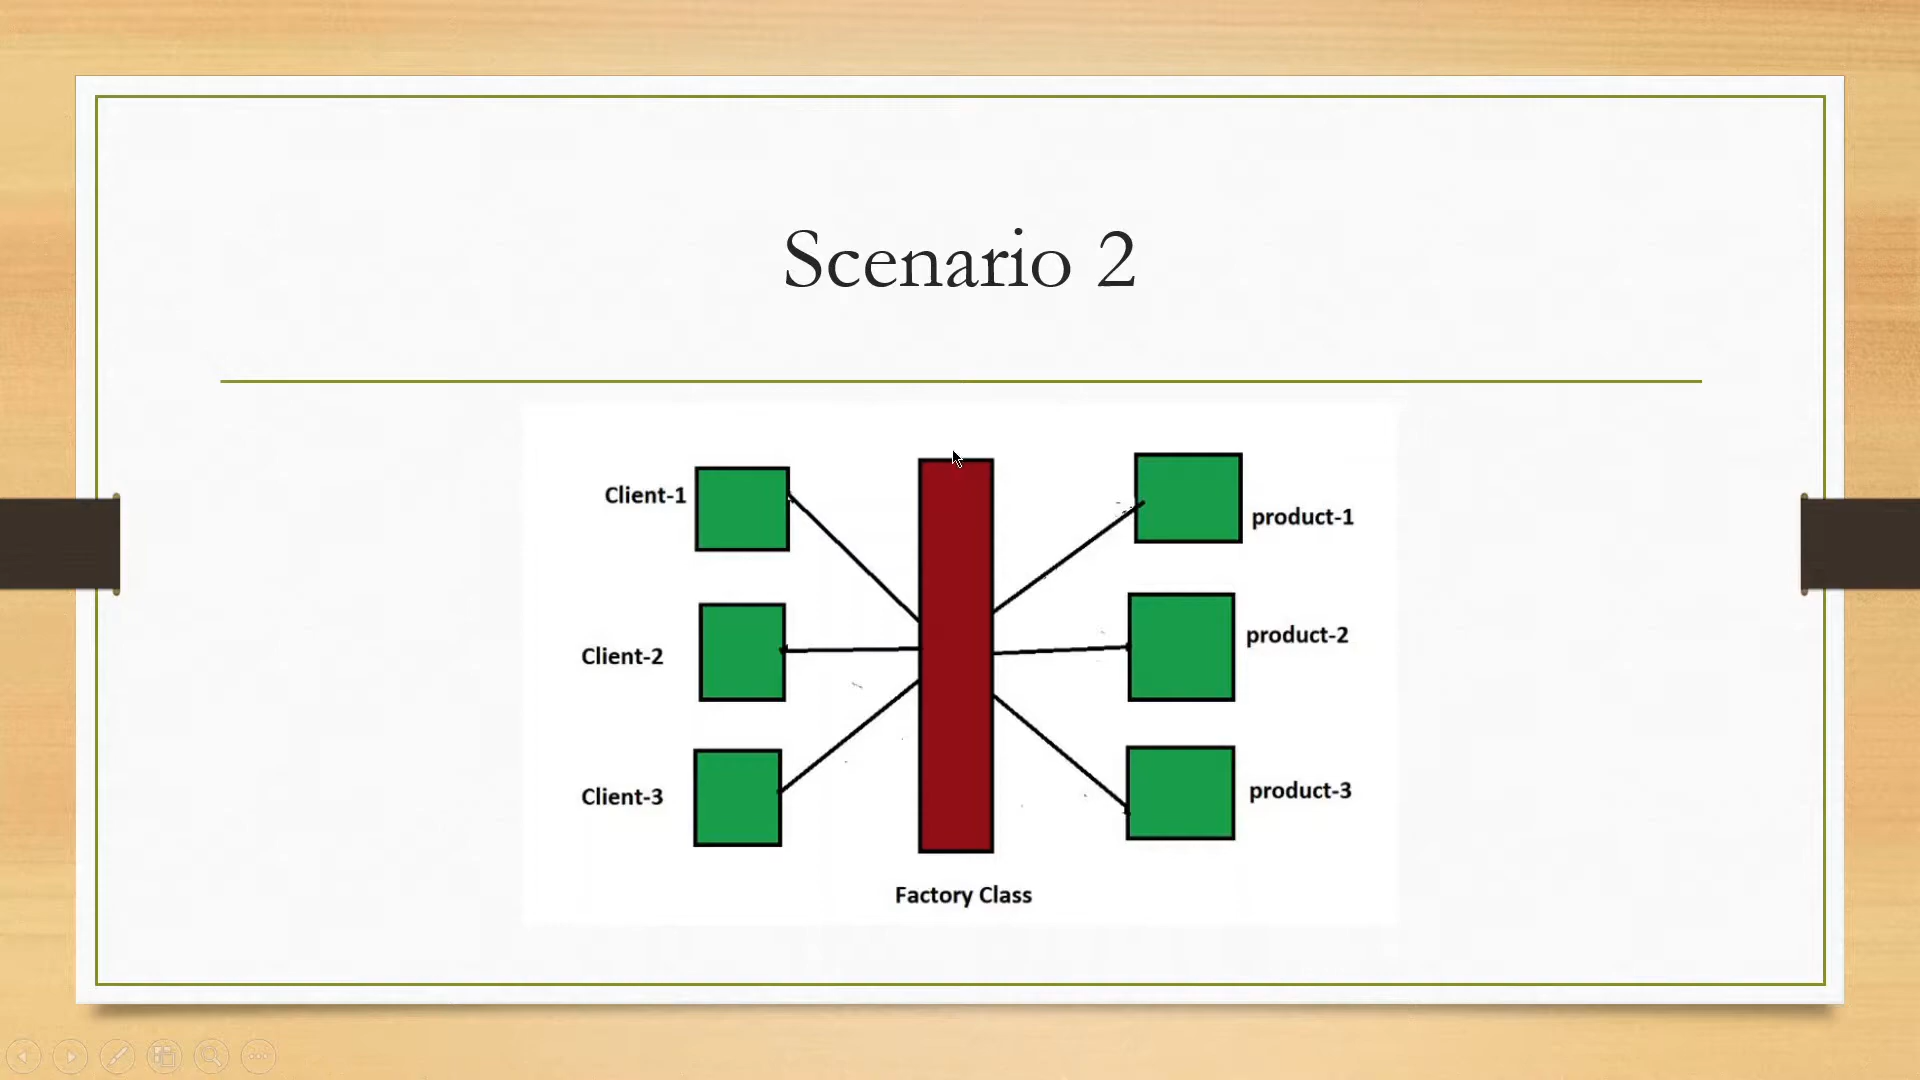 Scenario 2
Client-1
product-1
Client-2
product-2
Client-3
product-3
Factory Class